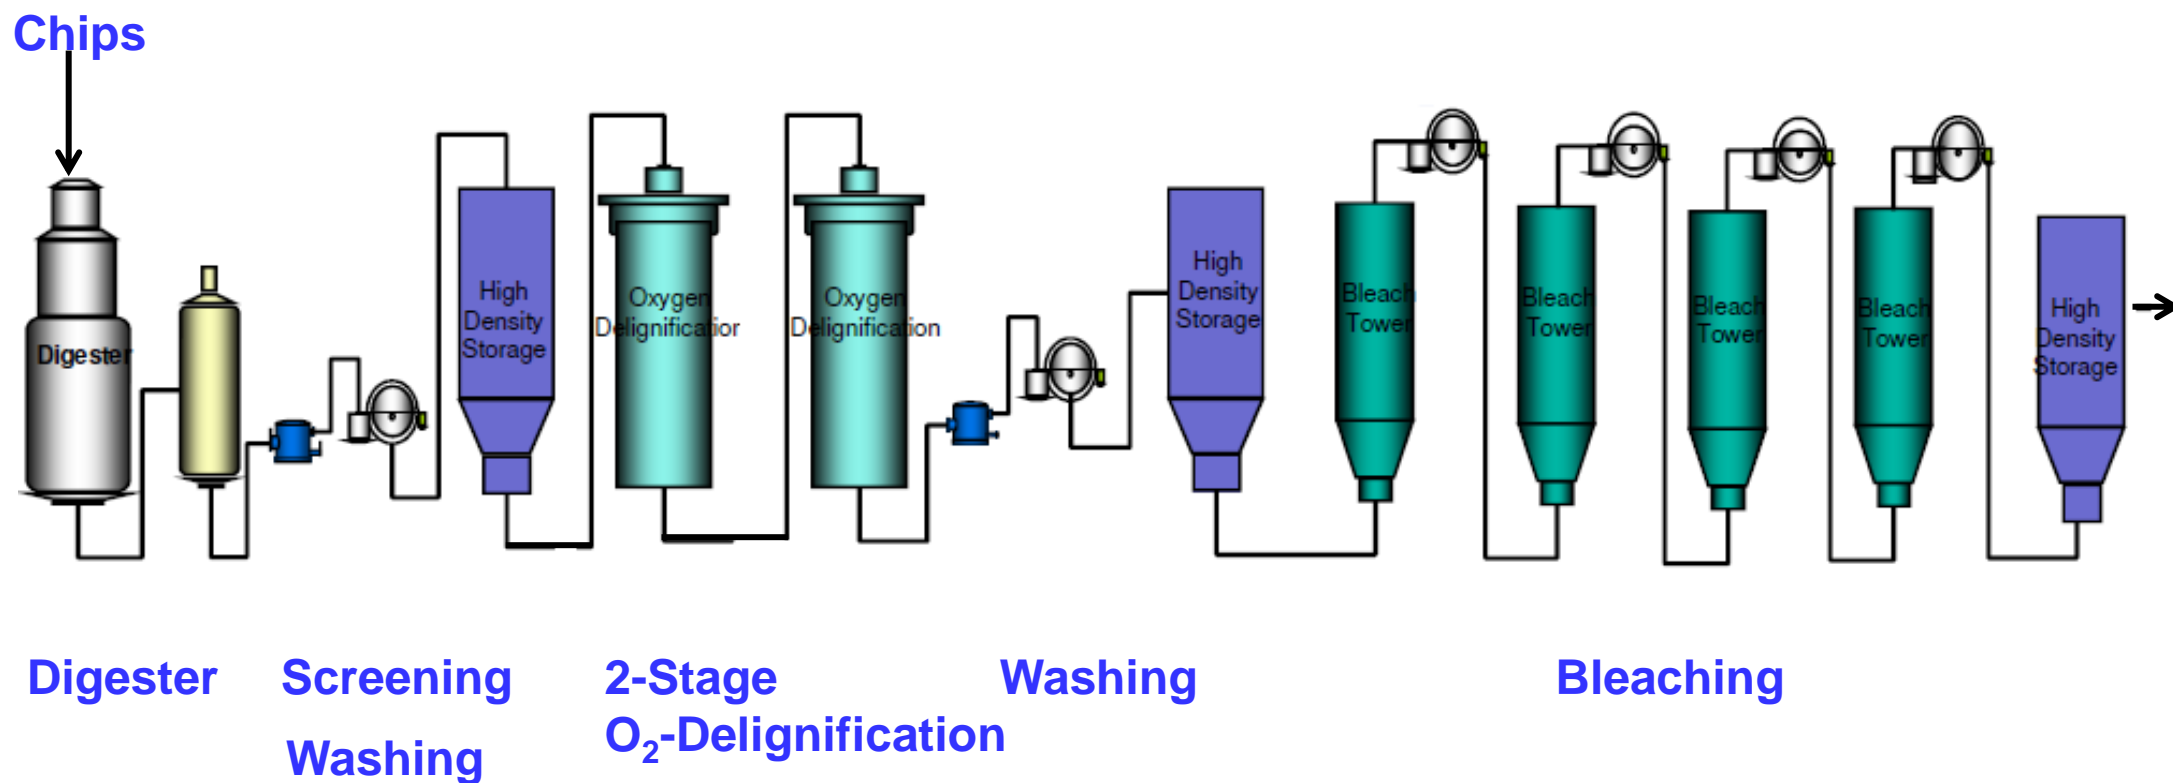 Chips
Digester
High
Density
Storage
Oxygen
Delignificatior
Oxygen
Delignification
High
Density
Storage
Bleach
Tower
Bleach
Tower
Bleach
Tower
Bleach
Tower
High
Density
Storage
Digester
Screening
Washing
2-Stage
O₂-Delignification
Washing
Bleaching